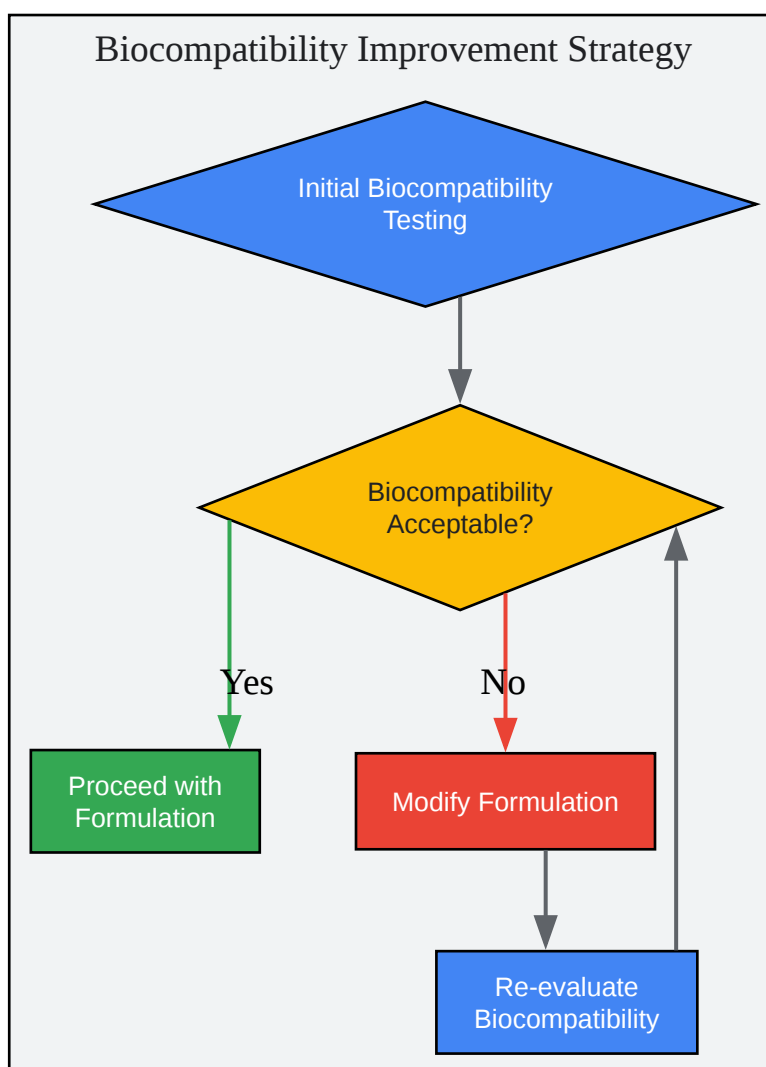 Biocompatibility Improvement Strategy
Initial Biocompatibility
Testing
Biocompatibility
Acceptable?
Yes
No
Proceed with
Formulation
Modify Formulation
Re-evaluate
Biocompatibility